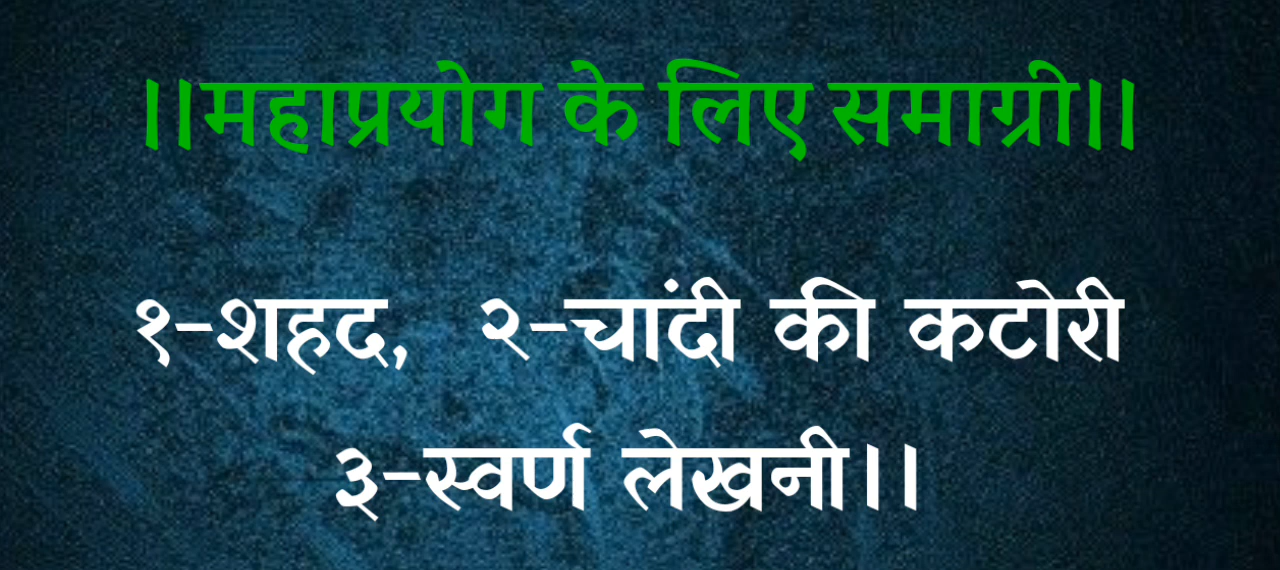 ।।महाप्रयोग के लिए समाग्री।।
१-शहद, २-चांदी की कटोरी
३-स्वर्ण लेखनी।।